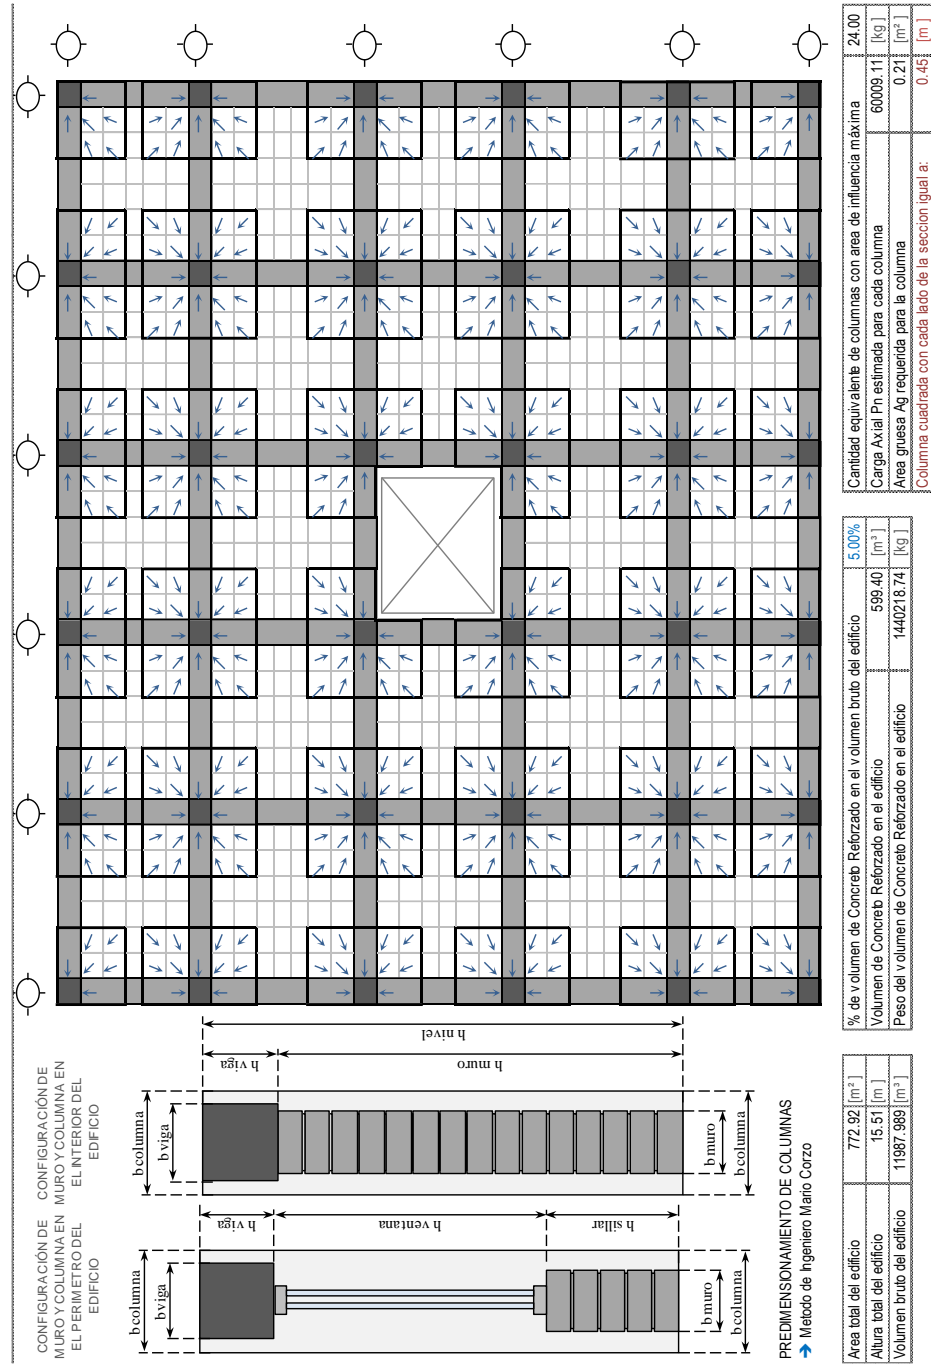 CONFIGURACIÓN DE
MURO Y COLUMNA EN
EL PERIMETRO DEL
EDIFICIO
CONFIGURACIÓN DE
MURO Y COLUMNA EN
EL INTERIOR DEL
EDIFICIO
b columna
b viga
h viga
h ventana
h sillar
b muro
b columna
b columna
b viga
h viga
h muro
h nivel
b muro
b columna
PREDIMENSIONAMIENTO DE COLUMNAS
➔ Metodo de Ingeniero Mario Corzo
Area total del edificio 772.92 [m²]
Altura total del edificio 15.51 [m]
Volumen bruto del edificio 11987.989 [m³]
% de volumen de Concreto Reforzado en el volumen bruto del edificio 5.00%
Volumen de Concreto Reforzado en el edificio 599.40 [m³]
Peso de volumen de Concreto Reforzado en el edificio 1440218.74 [kg]
Cantidad equivalente de columnas con area de influencia máxima 24.00
Carga Axial Pn estimada para cada columna 60009.11 [kg]
Area gruesa Ag requerida para la columna 0.21 [m²]
Columna cuadrada con cada lado de la seccion igual a: 0.45 [m]